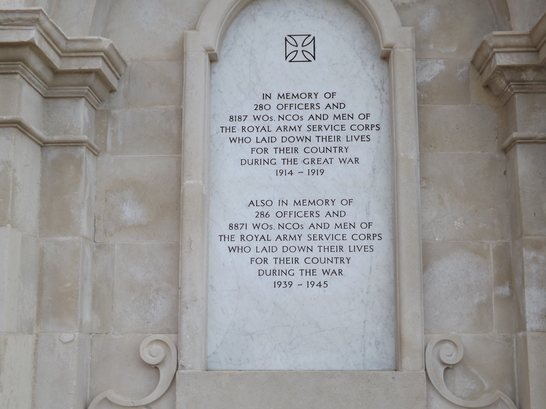 IN MEMORY OF
280 OFFICERS AND
8187 WOs, NCOs AND MEN OF
THE ROYAL ARMY SERVICE CORPS
WHO LAID DOWN THEIR LIVES
FOR THEIR COUNTRY
DURING THE GREAT WAR
1914 – 1919
ALSO IN MEMORY OF
286 OFFICERS AND
8871 WOs, NCOs AND MEN OF
THE ROYAL ARMY SERVICE CORPS
WHO LAID DOWN THEIR LIVES
FOR THEIR COUNTRY
DURING THE WAR
1939 – 1945